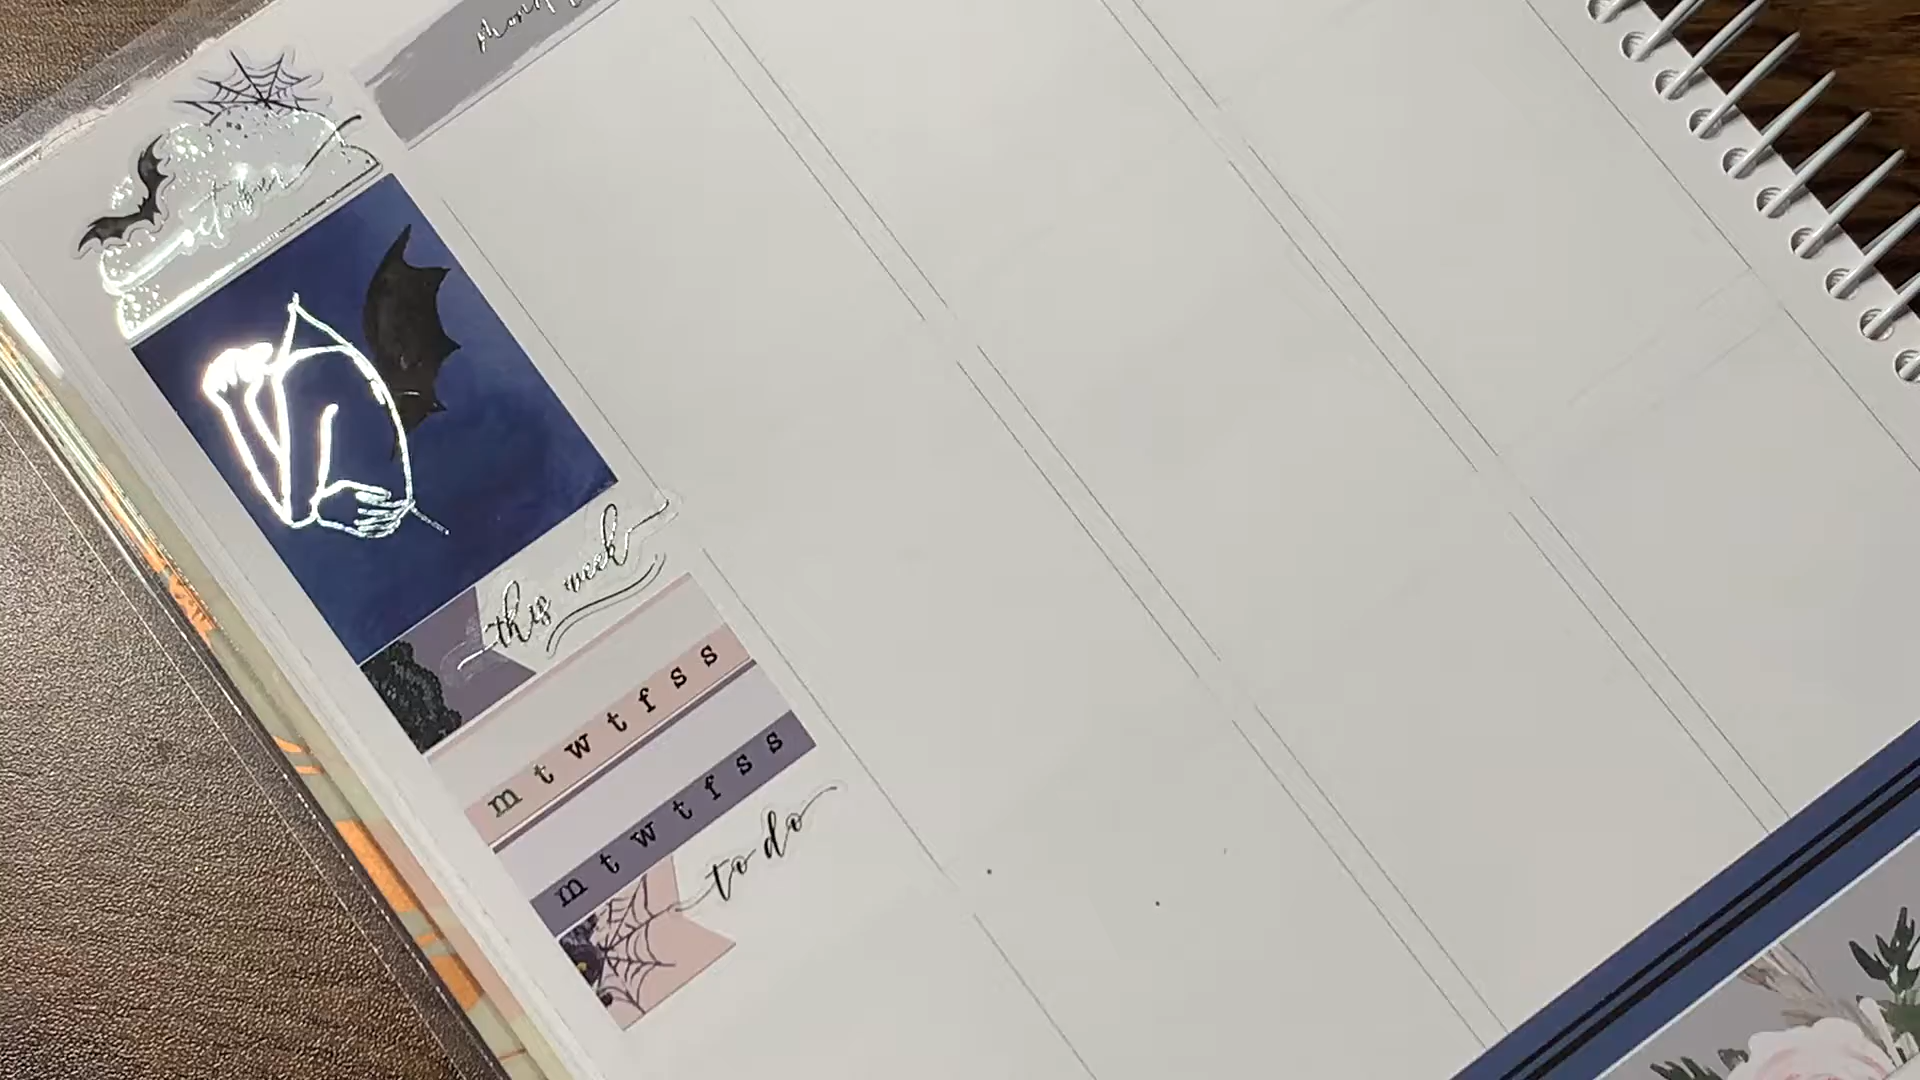 october
this week
m t w t f s s
m t w t f s s
to do